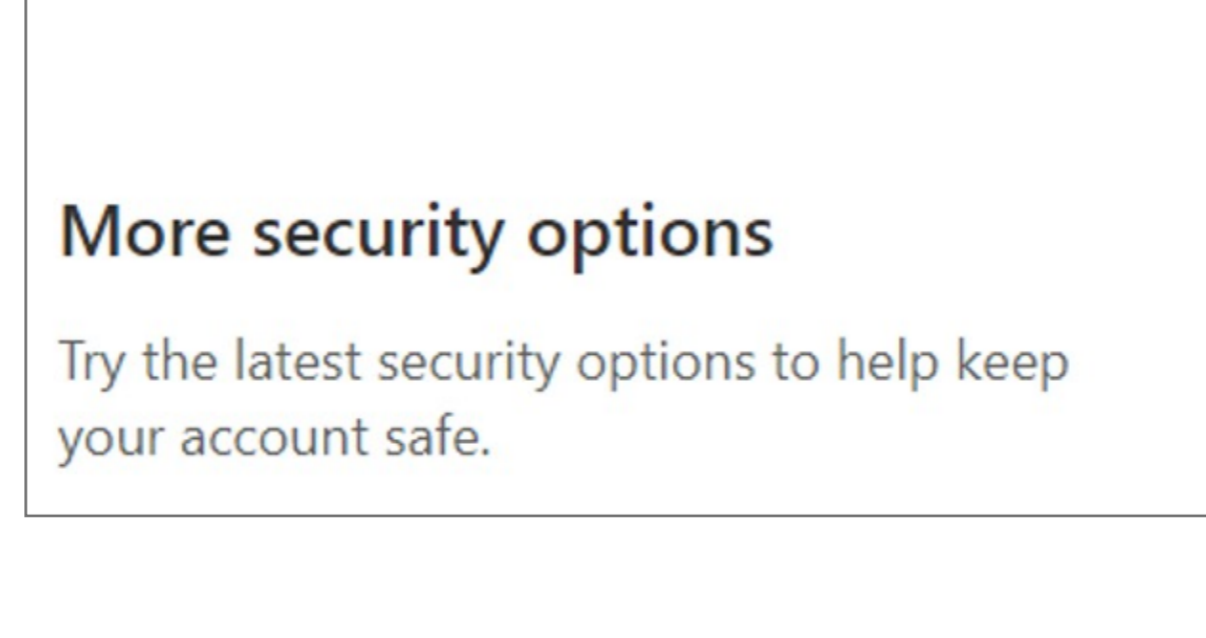 More security options
Try the latest security options to help keep
your account safe.